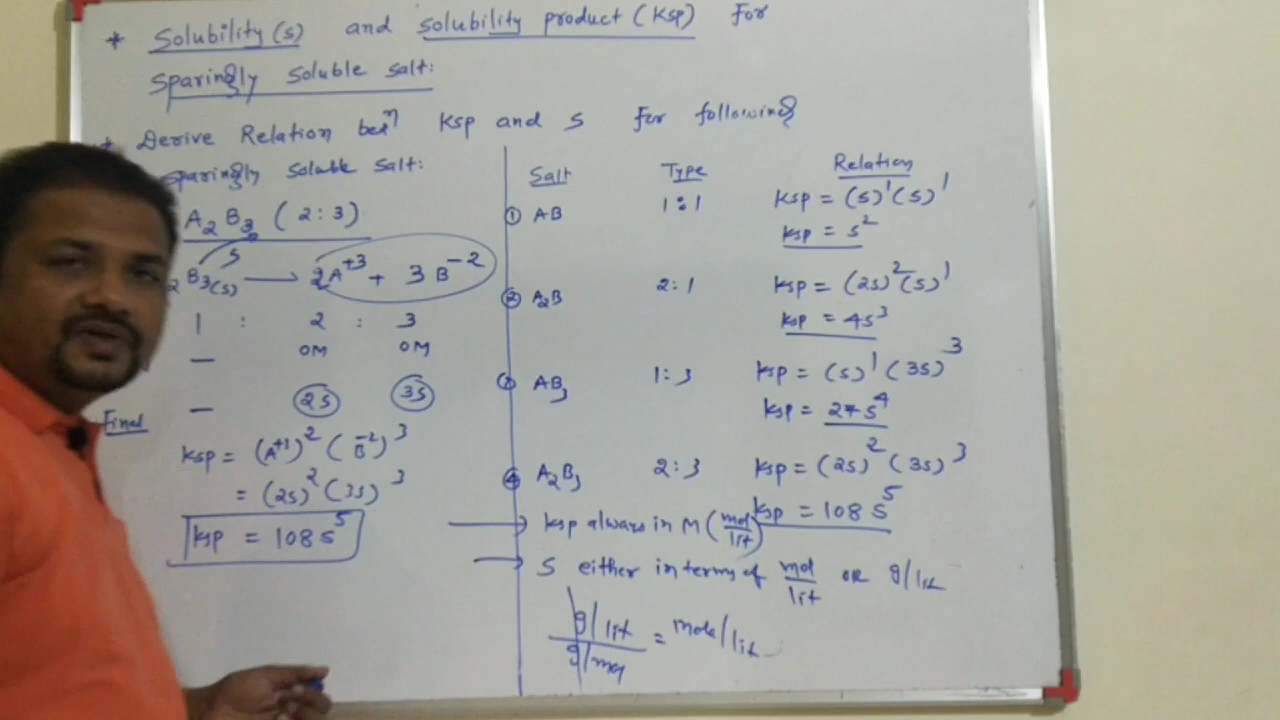 * Solubility (s) and solubility product (Ksp) For
Sparingly Soluble Salt:
* Derive Relation betⁿ Ksp and S For following
Sparingly Soluble Salt:
A₂B₃ (2:3)
₂B₃(s) S → 2A⁺³ + 3B⁻²
1 : 2 : 3
— OM OM
Final — 2S 3S
Ksp = (A⁺³)² (B⁻²)³
= (2s)² (3s)³
Ksp = 108 S⁵
Salt Type Relation
① AB 1:1 Ksp = (s)¹(s)¹
Ksp = s²
② A₂B 2:1 Ksp = (2s)²(s)¹
Ksp = 4s³
③ AB₃ 1:3 Ksp = (s)¹ (3s)³
Ksp = 27s⁴
④ A₂B₃ 2:3 Ksp = (2s)² (3s)³
Ksp = 108 S⁵
→ Ksp always in M (mol/lit)
→ S either in terms of mol/lit OR g/lit
g/lit / g/mol = mole/lit